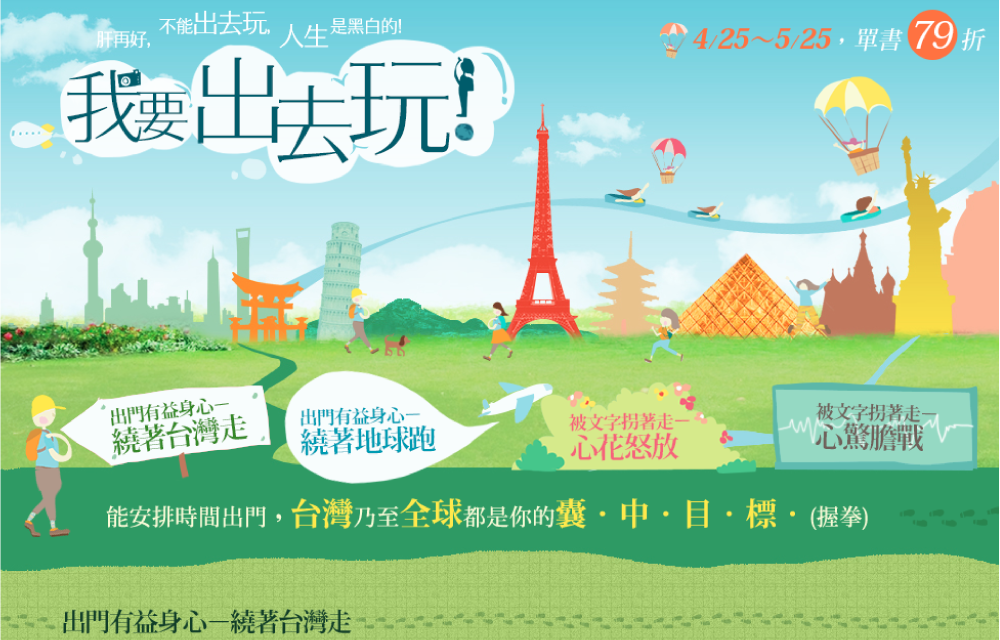 肝再好, 不能出去玩, 人生是黑白的!
我要出去玩!
4/25～5/25，單書79折
出門有益身心—
繞著台灣走
出門有益身心—
繞著地球跑
被文字拐著走—
心花怒放
被文字拐著走—
心驚膽戰
能安排時間出門，台灣乃至全球都是你的囊・中・目・標・(握拳)
出門有益身心—繞著台灣走